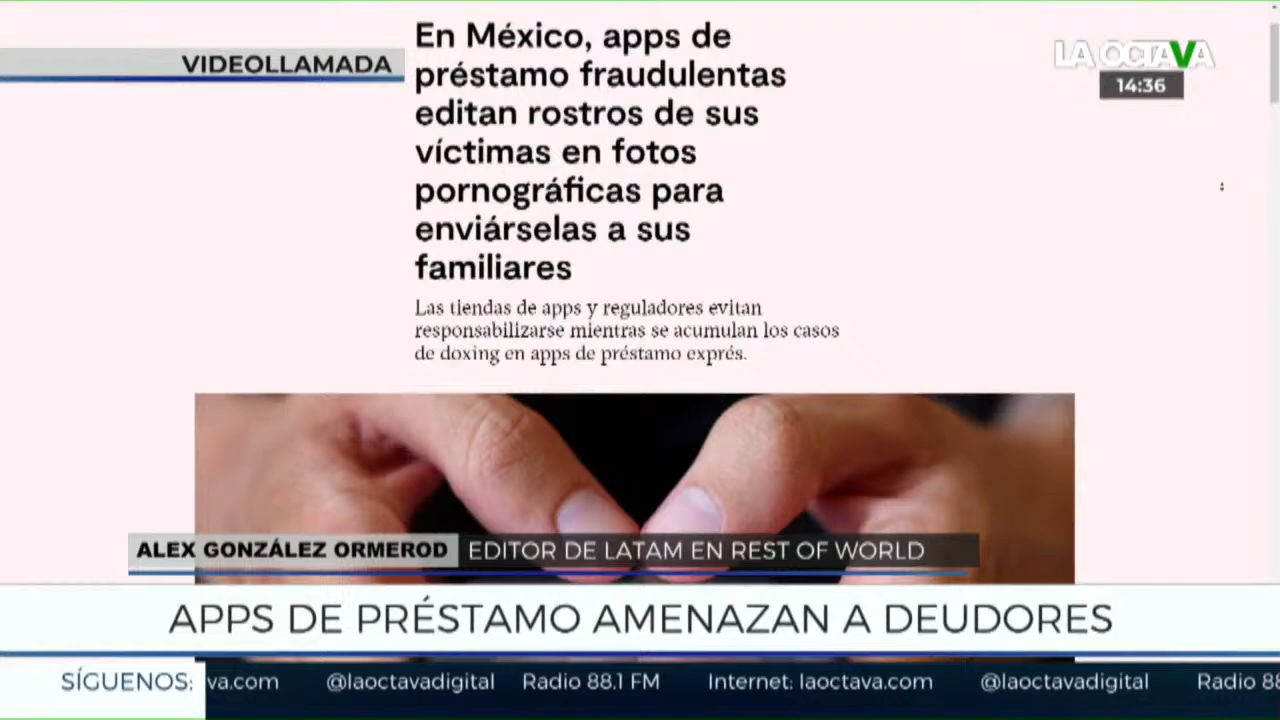 En México, apps de
préstamo fraudulentas
editan rostros de sus
víctimas en fotos
pornográficas para
enviárselas a sus
familiares
Las tiendas de apps y reguladores evitan
responsabilizarse mientras se acumulan los casos
de doxing en apps de préstamo exprés.
VIDEOLLAMADA
LA OCTAVA
14:36
ALEX GONZÁLEZ ORMEROD EDITOR DE LATAM EN REST OF WORLD
APPS DE PRÉSTAMO AMENAZAN A DEUDORES
SÍGUENOS: va.com @laoctavadigital Radio 88.1 FM Internet: laoctava.com @laoctavadigital Radio 88